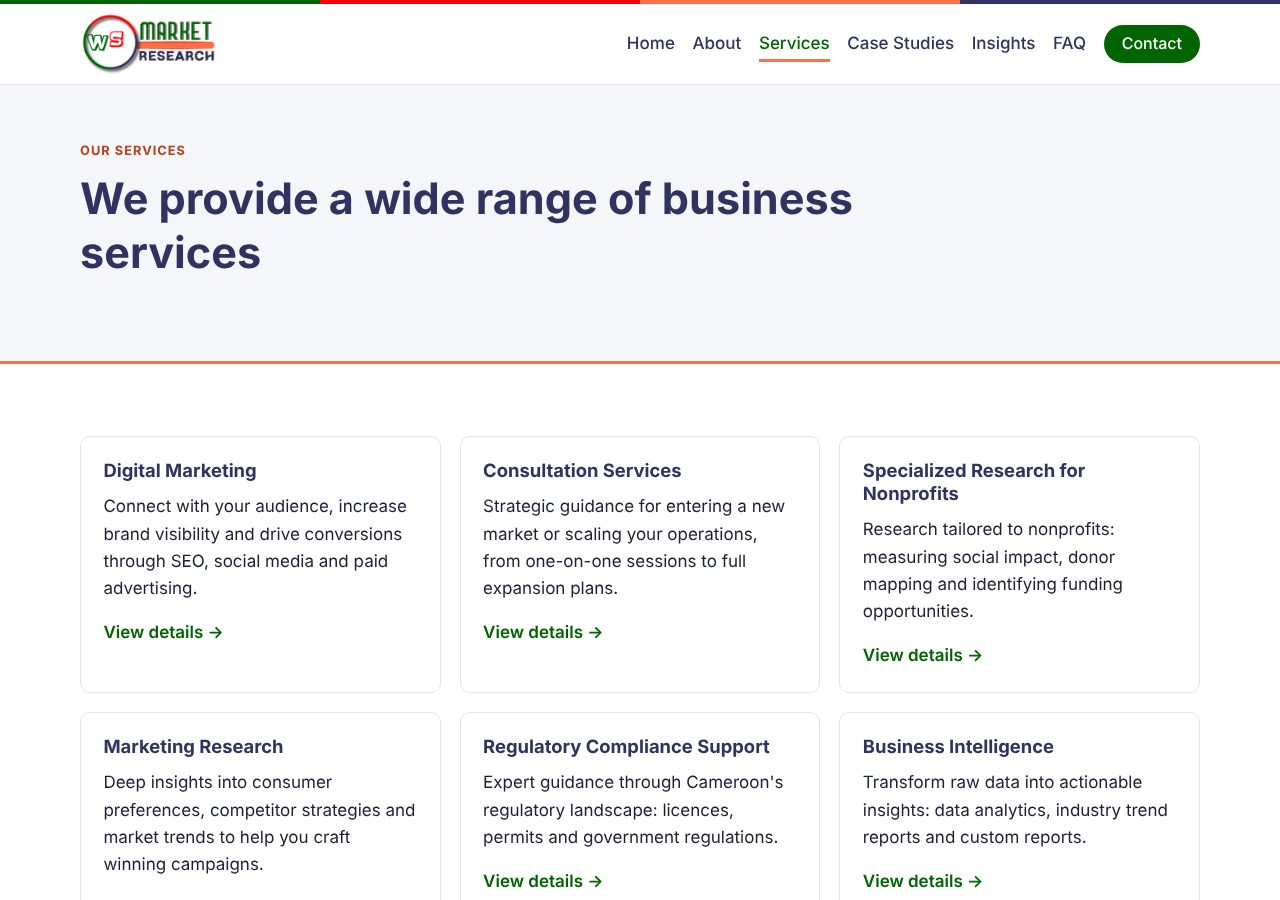 WS MARKET
RESEARCH
Home About Services Case Studies Insights FAQ Contact
OUR SERVICES
We provide a wide range of business
services
Digital Marketing
Connect with your audience, increase
brand visibility and drive conversions
through SEO, social media and paid
advertising.
View details →
Consultation Services
Strategic guidance for entering a new
market or scaling your operations,
from one-on-one sessions to full
expansion plans.
View details →
Specialized Research for
Nonprofits
Research tailored to nonprofits:
measuring social impact, donor
mapping and identifying funding
opportunities.
View details →
Marketing Research
Deep insights into consumer
preferences, competitor strategies and
market trends to help you craft
winning campaigns.
Regulatory Compliance Support
Expert guidance through Cameroon's
regulatory landscape: licences,
permits and government regulations.
View details →
Business Intelligence
Transform raw data into actionable
insights: data analytics, industry trend
reports and custom reports.
View details →